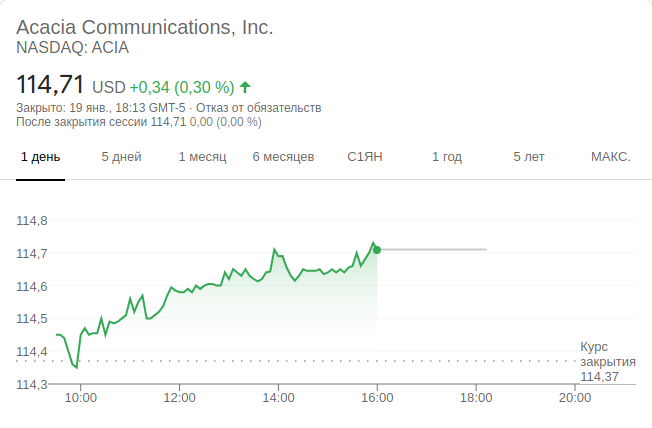 Acacia Communications, Inc.
NASDAQ: ACIA
114,71 USD +0,34 (0,30 %)
Закрыто: 19 янв., 18:13 GMT-5 · Отказ от обязательств
После закрытия сессии 114,71 0,00 (0,00 %)
1 день 5 дней 1 месяц 6 месяцев С1ЯН 1 год 5 лет МАКС.
114,8
114,7
114,6
114,5
114,4
114,3
Курс
закрытия
114,37
10:00 12:00 14:00 16:00 18:00 20:00